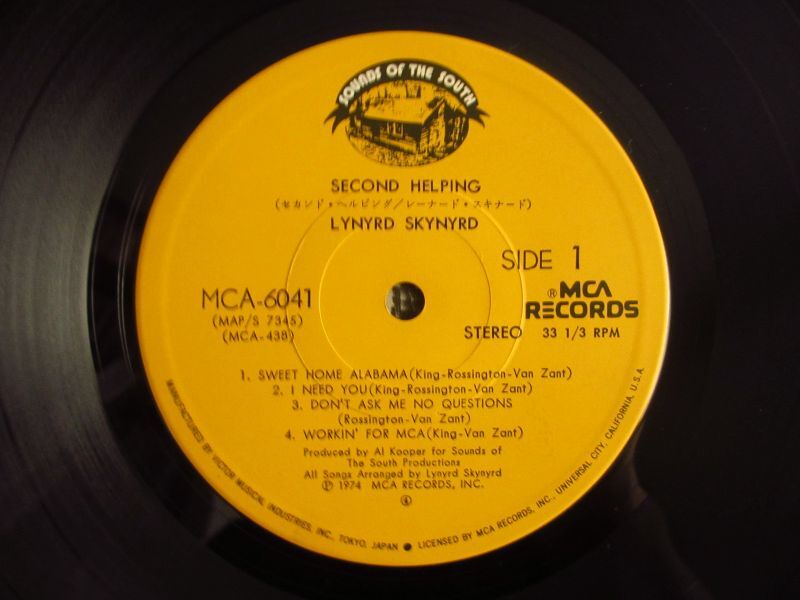 SOUNDS OF THE SOUTH
SECOND HELPING
(セカンド・ヘルピング/レーナード・スキナード)
LYNYRD SKYNYRD
SIDE 1
MCA-6041
(MAP/S 7345)
(MCA-438)
® MCA
RECORDS
STEREO 33 1/3 RPM
1. SWEET HOME ALABAMA(King-Rossington-Van Zant)
2. I NEED YOU(King-Rossington-Van Zant)
3. DON'T ASK ME NO QUESTIONS
(Rossington-Van Zant)
4. WORKIN' FOR MCA(King-Van Zant)
Produced by Al Kooper for Sounds of
The South Productions
All Songs Arranged by Lynyrd Skynyrd
Ⓟ 1974 MCA RECORDS, INC.
④
MANUFACTURED BY VICTOR MUSICAL INDUSTRIES, INC. TOKYO, JAPAN ● LICENSED BY MCA RECORDS, INC., UNIVERSAL CITY, CALIFORNIA, U.S.A.